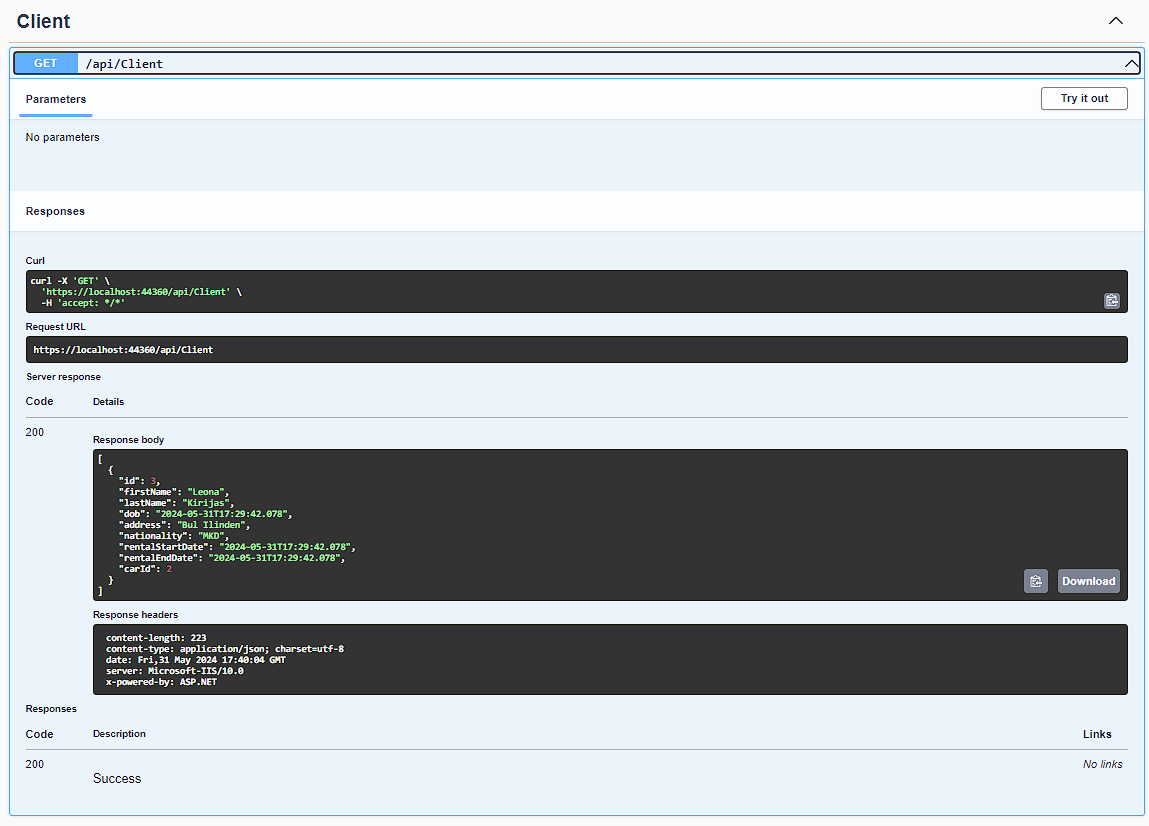 Client
GET /api/Client
Parameters Try it out
No parameters
Responses
Curl
curl -X 'GET' \
  'https://localhost:44360/api/Client' \
  -H 'accept: */*'
Request URL
https://localhost:44360/api/Client
Server response
Code Details
200
Response body
[
  {
    "id": 3,
    "firstName": "Leona",
    "lastName": "Kirijas",
    "dob": "2024-05-31T17:29:42.078",
    "address": "Bul Ilinden",
    "nationality": "MKD",
    "rentalStartDate": "2024-05-31T17:29:42.078",
    "rentalEndDate": "2024-05-31T17:29:42.078",
    "carId": 2
  }
]
Download
Response headers
content-length: 223
content-type: application/json; charset=utf-8
date: Fri,31 May 2024 17:40:04 GMT
server: Microsoft-IIS/10.0
x-powered-by: ASP.NET
Responses
Code Description Links
200 No links
Success